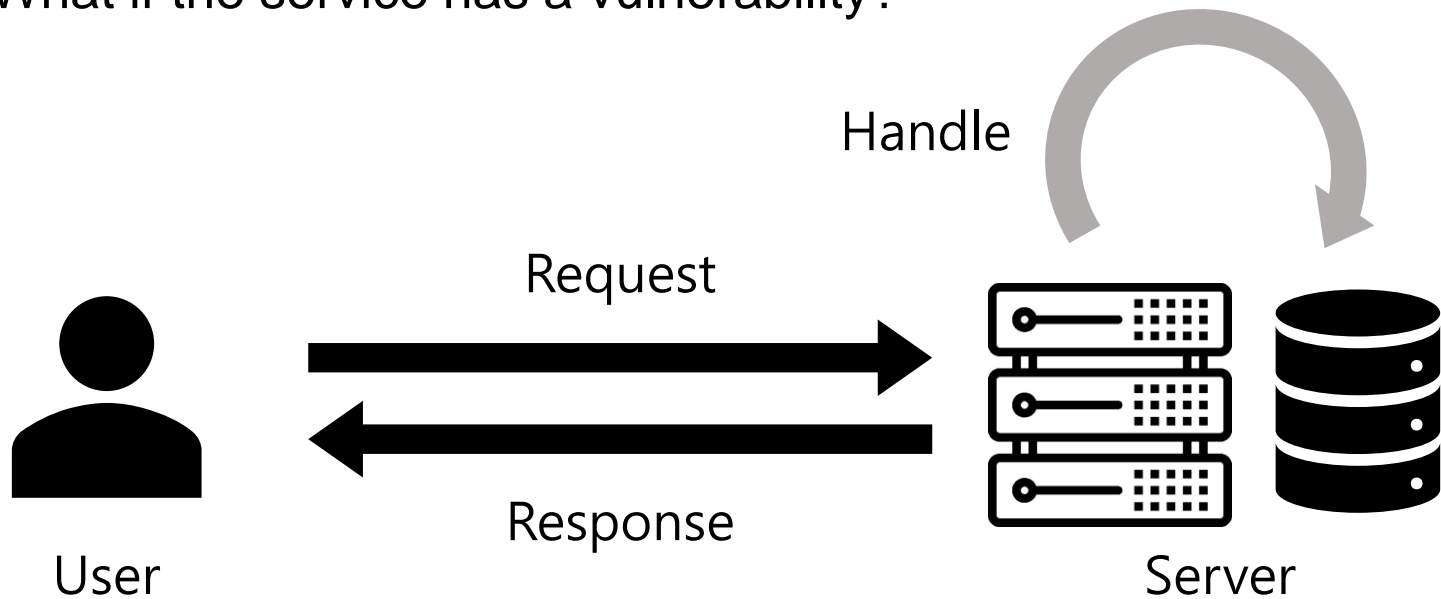 What if the service has a vulnerability?
Handle
Request
Response
User
Server